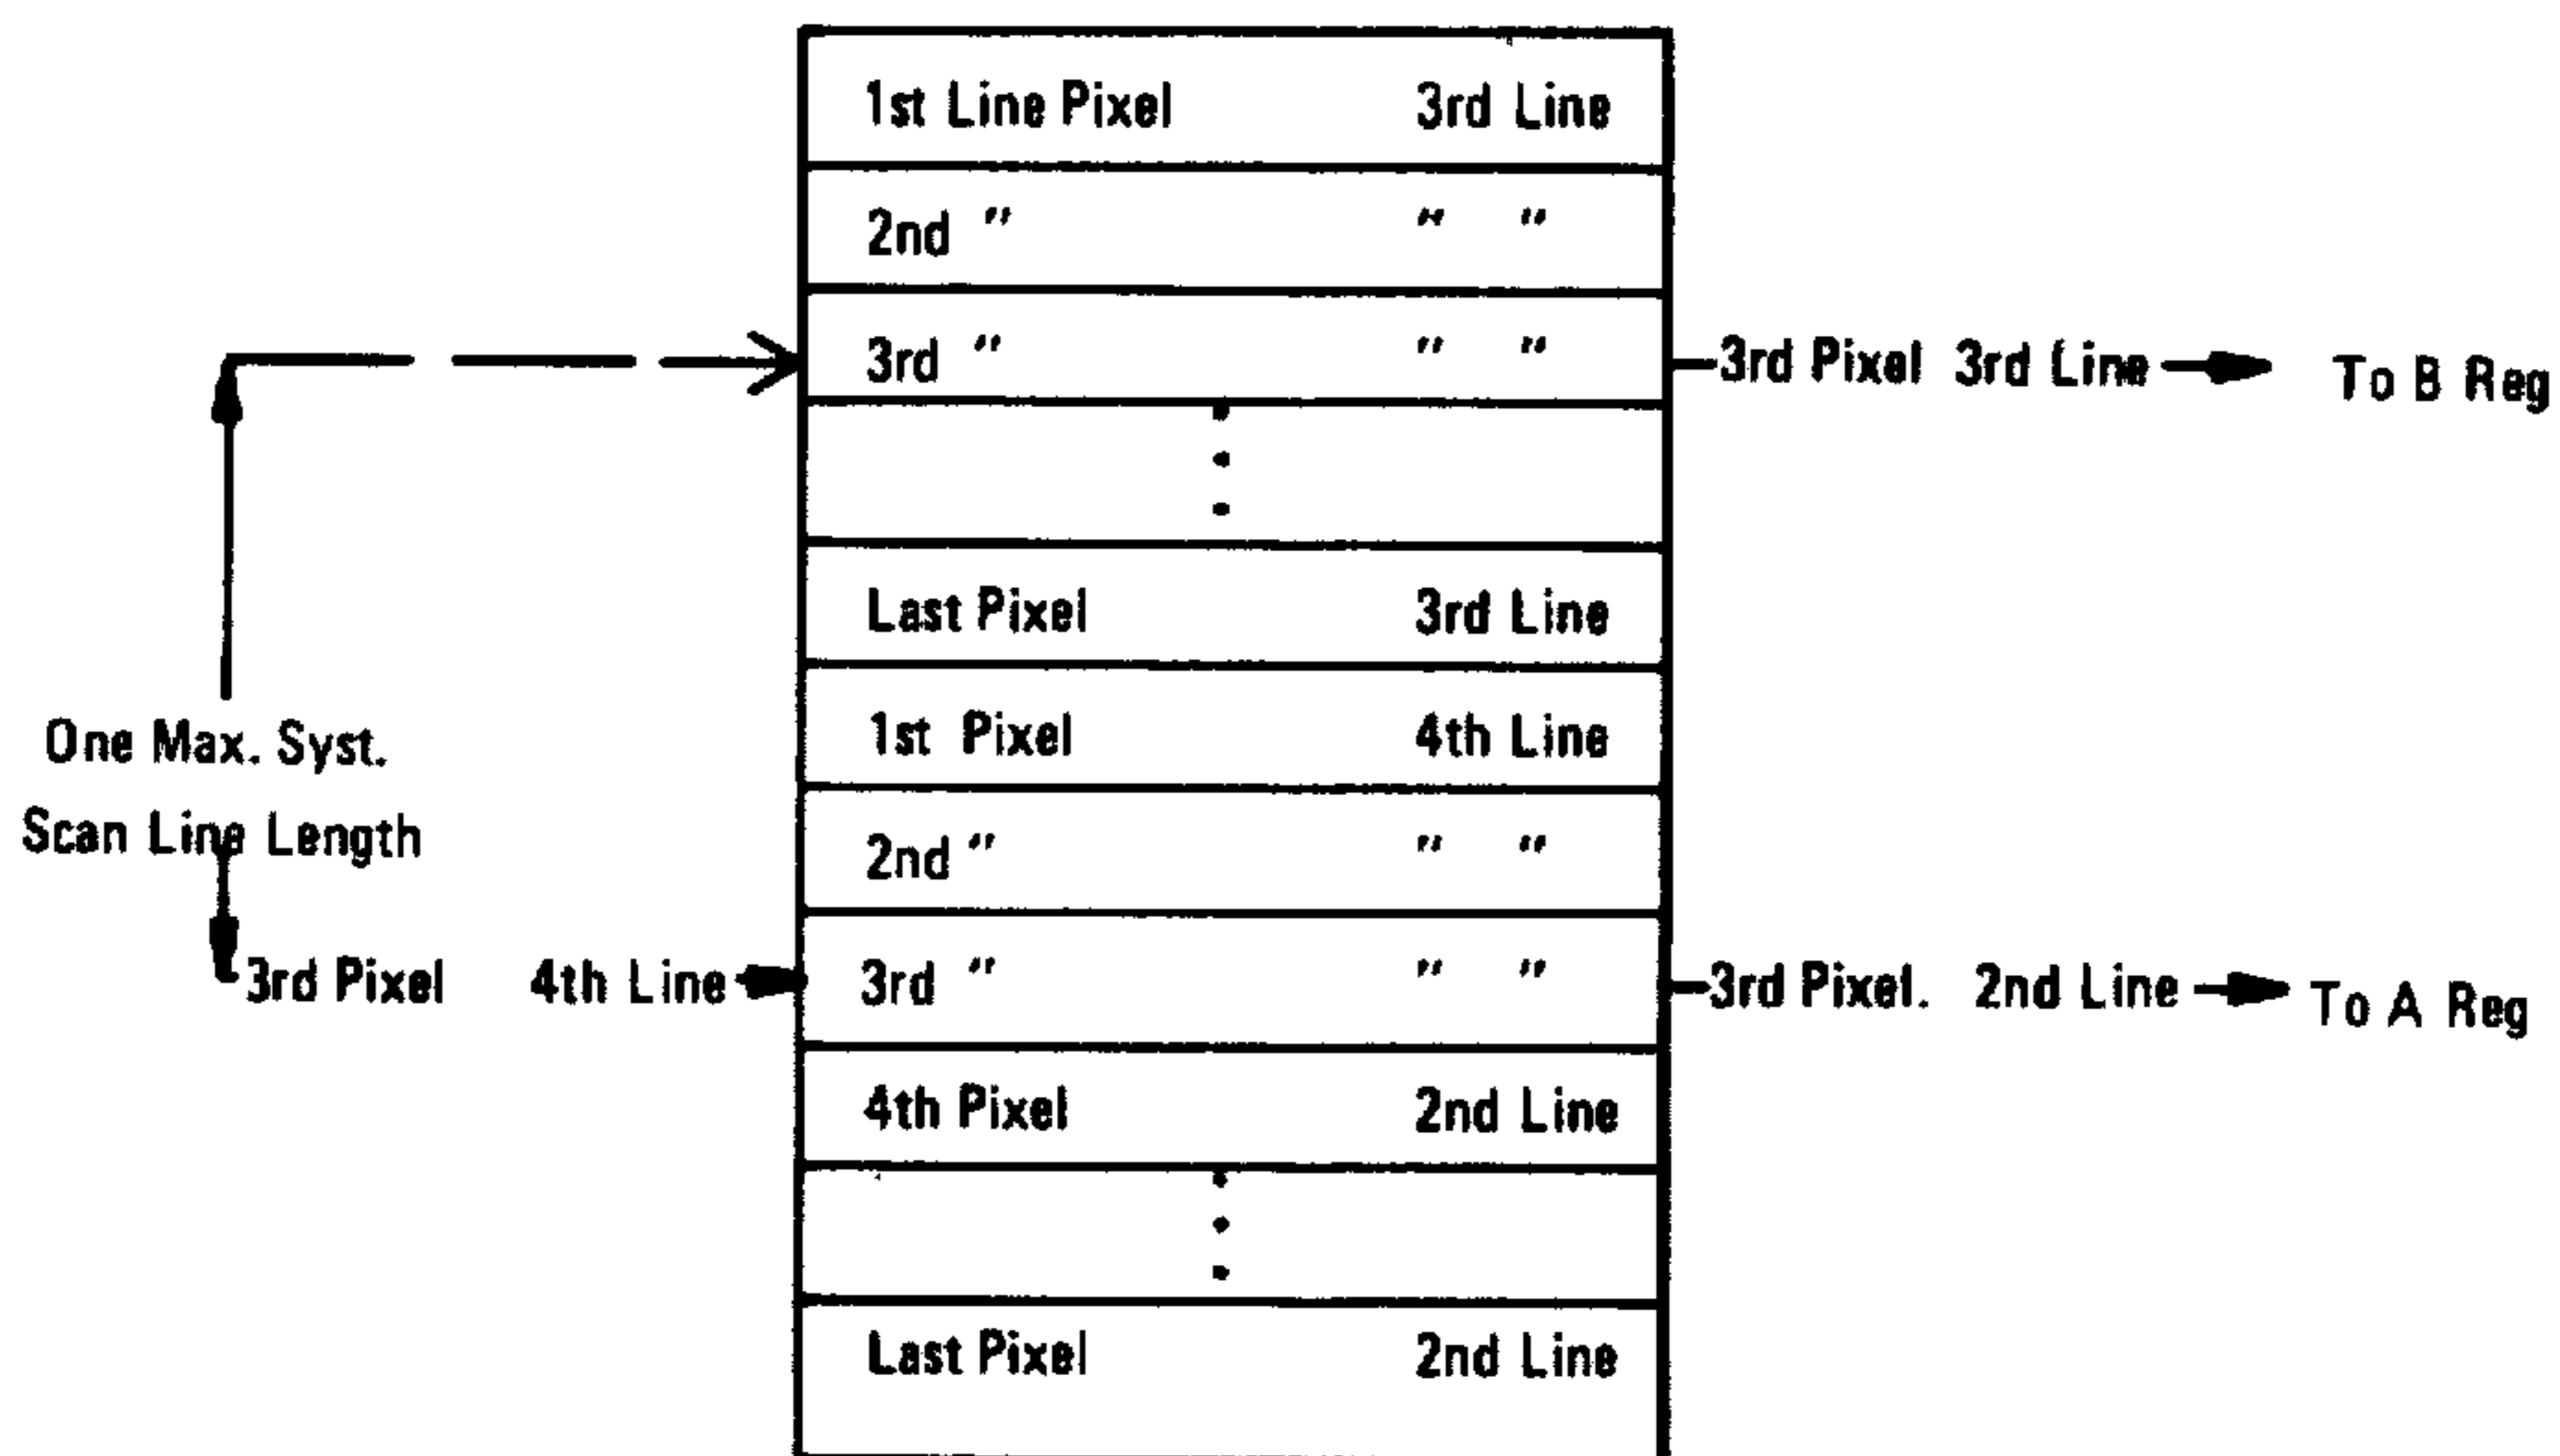 1st Line Pixel 3rd Line
2nd " " "
3rd " " "
3rd Pixel 3rd Line
To B Reg
Last Pixel 3rd Line
1st Pixel 4th Line
One Max. Syst.
Scan Line Length
2nd " " "
3rd Pixel 4th Line
3rd " " "
3rd Pixel. 2nd Line
To A Reg
4th Pixel 2nd Line
Last Pixel 2nd Line